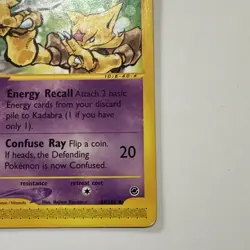 Energy Recall Attach 2 basic
Energy cards from your discard
pile to Kadabra (1 if you have
only 1).
Confuse Ray Flip a coin.
If heads, the Defending
Pokémon is now Confused.
20
resistance retreat cost